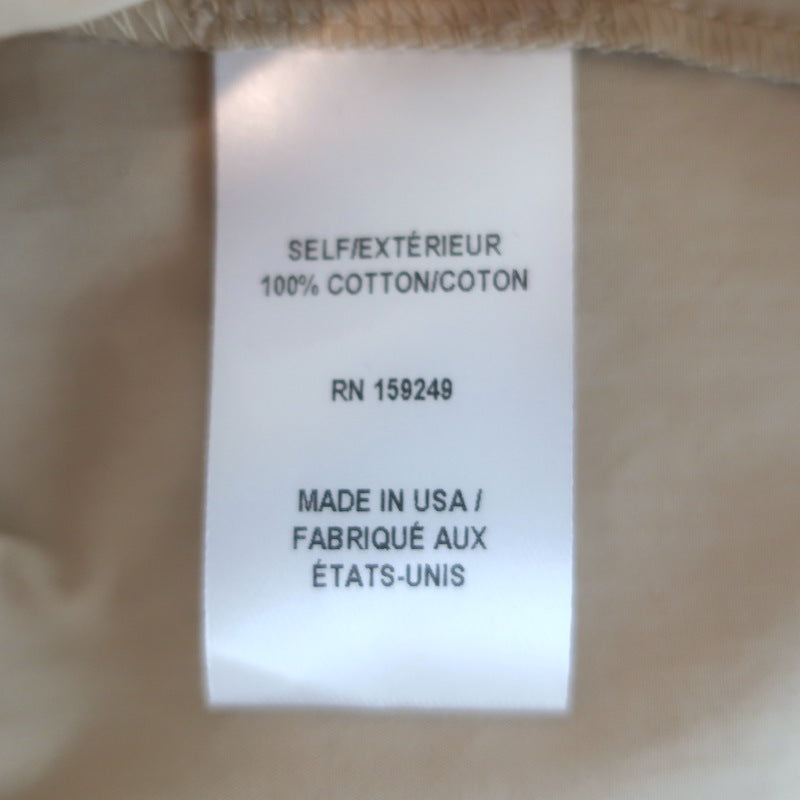 SELF/EXTÉRIEUR
100% COTTON/COTON
RN 159249
MADE IN USA /
FABRIQUÉ AUX
ÉTATS-UNIS